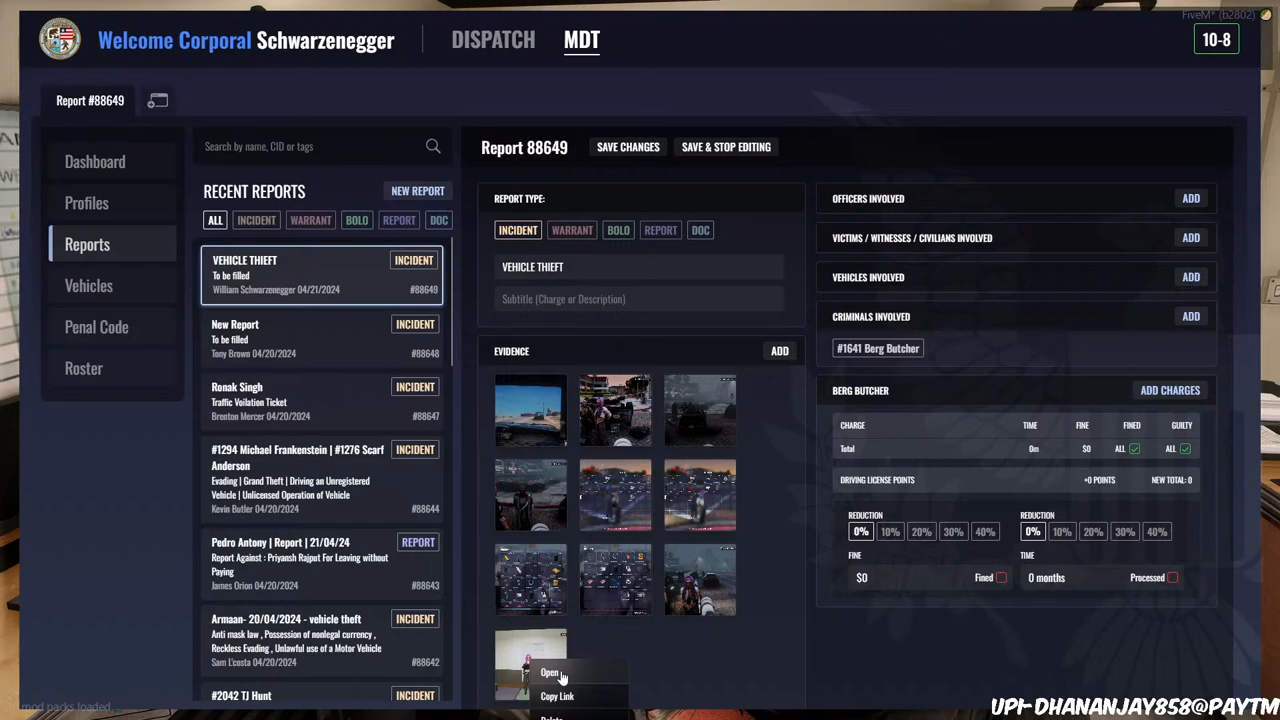 FiveM* (b2802)
Welcome Corporal Schwarzenegger
DISPATCH
MDT
10-8
Report #88649
Dashboard
Profiles
Reports
Vehicles
Penal Code
Roster
Search by name, CID or tags
RECENT REPORTS
NEW REPORT
ALL INCIDENT WARRANT BOLO REPORT DOC
VEHICLE THEFT INCIDENT
To be filled
William Schwarzenegger 04/21/2024 #88649
New Report INCIDENT
To be filled
Tony Brown 04/20/2024 #88648
Ronak Singh INCIDENT
Traffic Voilation Ticket
Brenton Mercer 04/20/2024 #88647
#1294 Michael Frankenstein | #1276 Scarf INCIDENT
Anderson
Evading | Grand Theft | Driving an Unregistered
Vehicle | Unlicensed Operation of Vehicle
Kevin Butler 04/20/2024 #88644
Pedro Antony | Report | 21/04/24 REPORT
Report Against : Priyansh Rajput For Leaving without
Paying
James Orion 04/20/2024 #88643
Armaan- 20/04/2024 - vehicle theft INCIDENT
Anti mask law , Possession of nonlegal currency ,
Reckless Evading , Unlawful use of a Motor Vehicle
Sam L'costa 04/20/2024 #88642
#2042 TJ Hunt INCIDENT
Report 88649
SAVE CHANGES
SAVE & STOP EDITING
REPORT TYPE:
INCIDENT WARRANT BOLO REPORT DOC
VEHICLE THEFT
Subtitle (Charge or Description)
EVIDENCE ADD
Open
Copy Link
Delete
OFFICERS INVOLVED ADD
VICTIMS / WITNESSES / CIVILIANS INVOLVED ADD
VEHICLES INVOLVED ADD
CRIMINALS INVOLVED ADD
#1641 Berg Butcher
BERG BUTCHER ADD CHARGES
CHARGE TIME FINE FINED GUILTY
Total 0m $0 ALL ALL
DRIVING LICENSE POINTS +0 POINTS NEW TOTAL: 0
REDUCTION REDUCTION
0% 10% 20% 30% 40% 0% 10% 20% 30% 40%
FINE TIME
$0 Fined 0 months Processed
mod packs loaded
UPI-DHANANJAY858@PAYTM